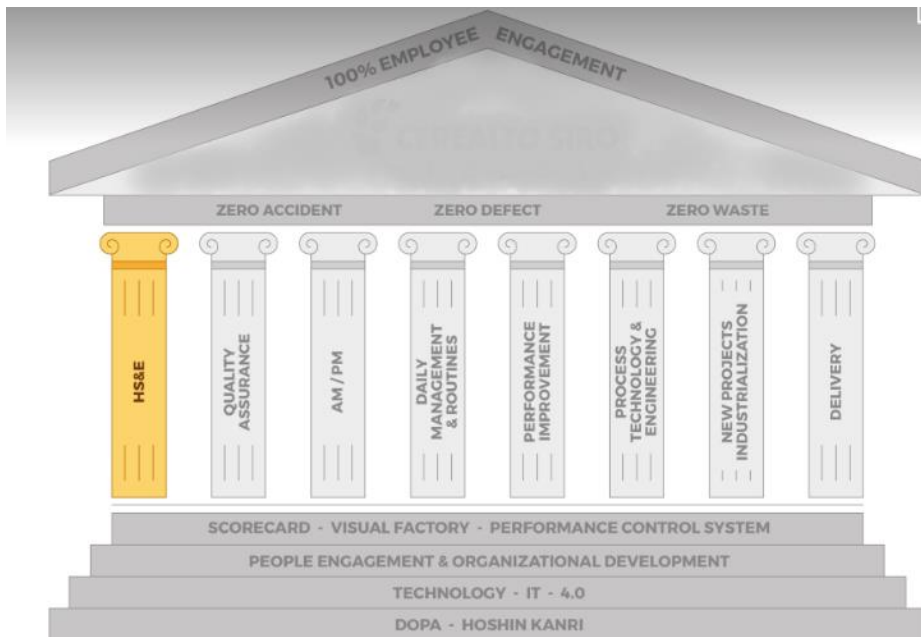 100% EMPLOYEE ENGAGEMENT
CEREALTO SIRO
ZERO ACCIDENT ZERO DEFECT ZERO WASTE
HS&E
QUALITY
ASSURANCE
AM / PM
DAILY
MANAGEMENT
& ROUTINES
PERFORMANCE
IMPROVEMENT
PROCESS
TECHNOLOGY &
ENGINEERING
NEW PROJECTS
INDUSTRIALIZATION
DELIVERY
SCORECARD - VISUAL FACTORY - PERFORMANCE CONTROL SYSTEM
PEOPLE ENGAGEMENT & ORGANIZATIONAL DEVELOPMENT
TECHNOLOGY - IT - 4.0
DOPA - HOSHIN KANRI